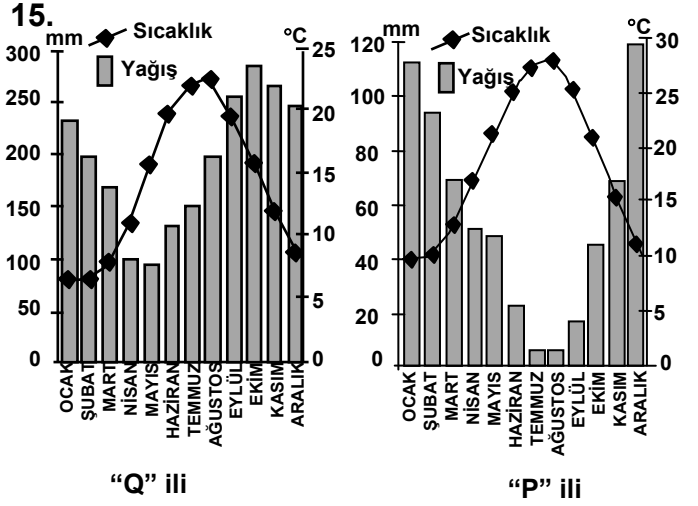 15.
mm
Sıcaklık
Yağış
°C
300
250
200
150
100
50
0
25
20
15
10
5
0
OCAK
ŞUBAT
MART
NİSAN
MAYIS
HAZİRAN
TEMMUZ
AĞUSTOS
EYLÜL
EKİM
KASIM
ARALIK
“Q” ili
mm
Sıcaklık
Yağış
°C
120
100
80
60
40
20
0
30
25
20
15
10
5
0
OCAK
ŞUBAT
MART
NİSAN
MAYIS
HAZİRAN
TEMMUZ
AĞUSTOS
EYLÜL
EKİM
KASIM
ARALIK
“P” ili